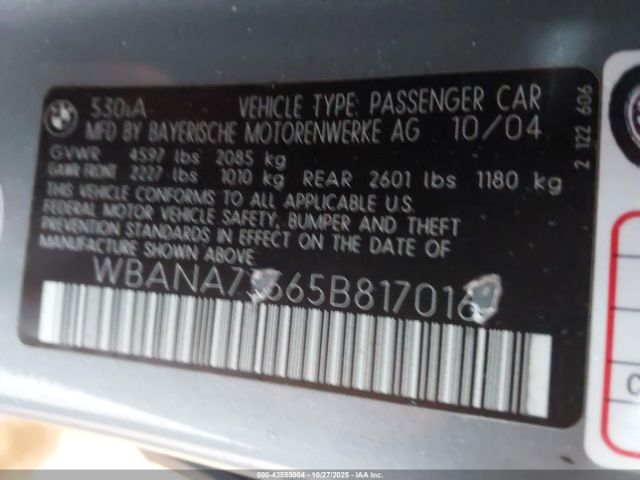 BMW
530iA VEHICLE TYPE: PASSENGER CAR
MFD BY BAYERISCHE MOTORENWERKE AG 10/04
GVWR 4597 lbs 2085 kg
GAWR FRONT 2227 lbs 1010 kg REAR 2601 lbs 1180 kg
THIS VEHICLE CONFORMS TO ALL APPLICABLE U.S.
FEDERAL MOTOR VEHICLE SAFETY, BUMPER AND THEFT
PREVENTION STANDARDS IN EFFECT ON THE DATE OF
MANUFACTURE SHOWN ABOVE.
2 122 606
000-43555004 - 10/27/2025 - IAAI.com